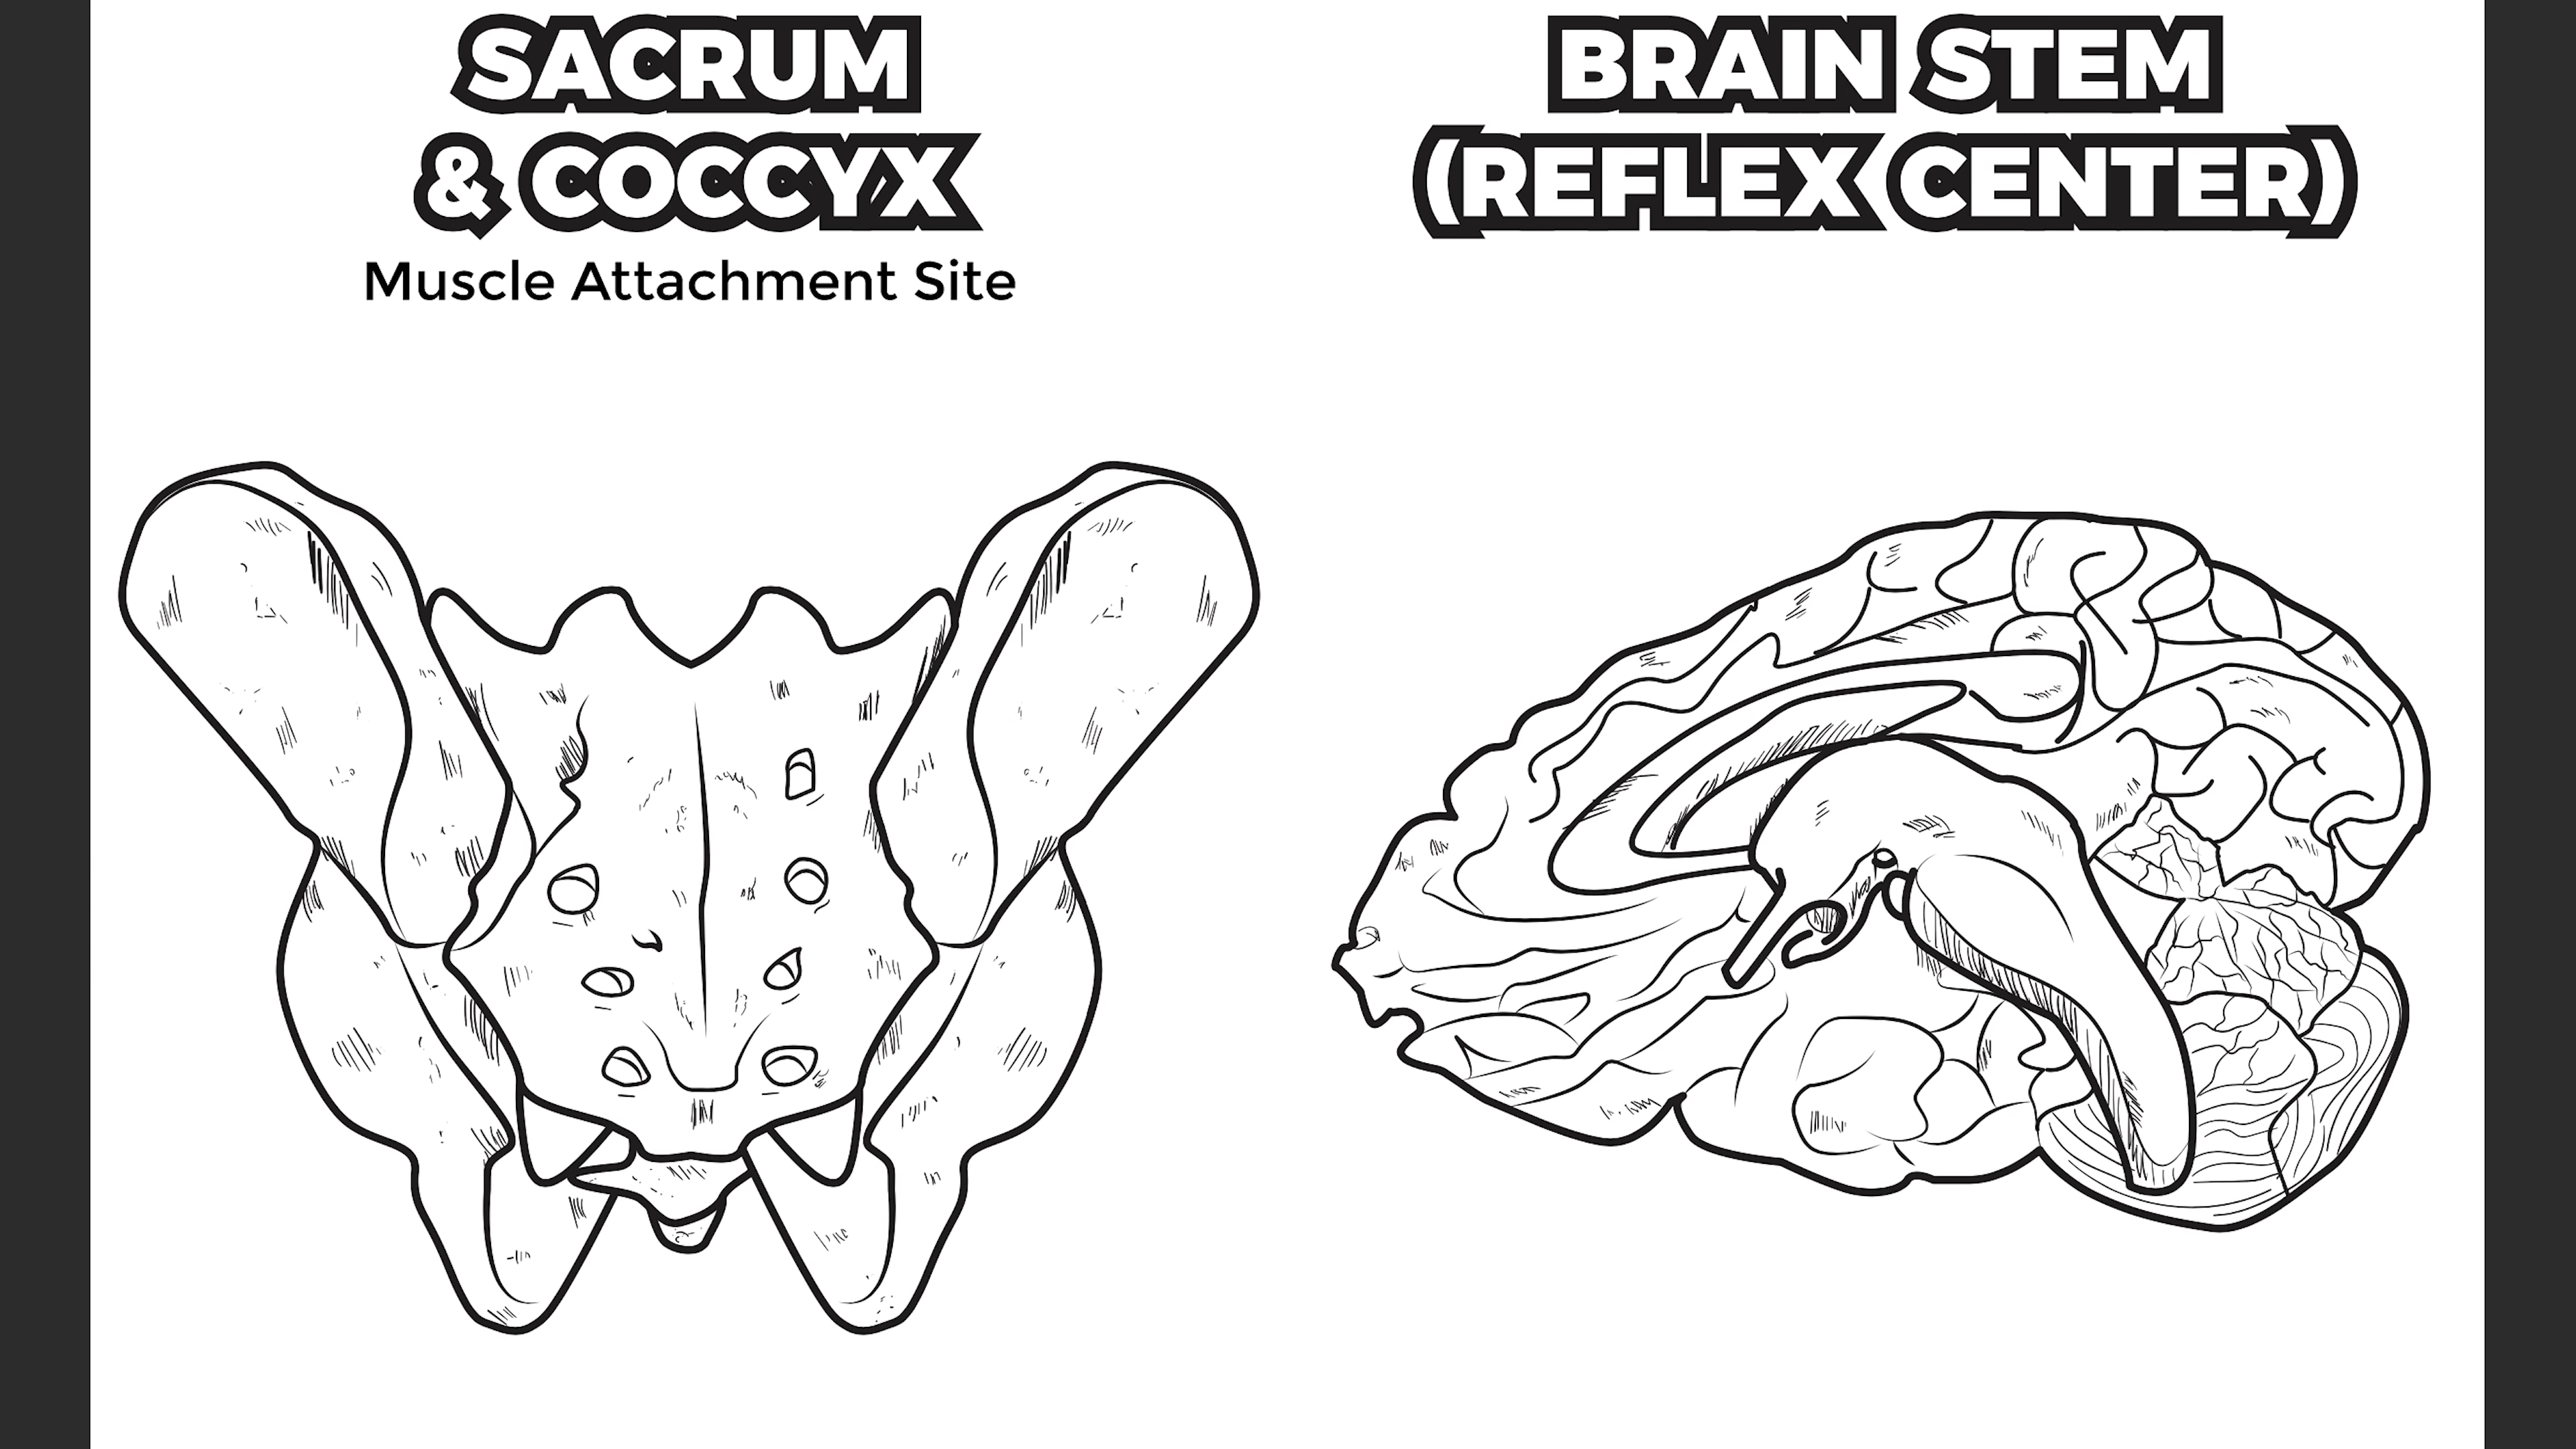 SACRUM
& COCCYX
Muscle Attachment Site
BRAIN STEM
(REFLEX CENTER)